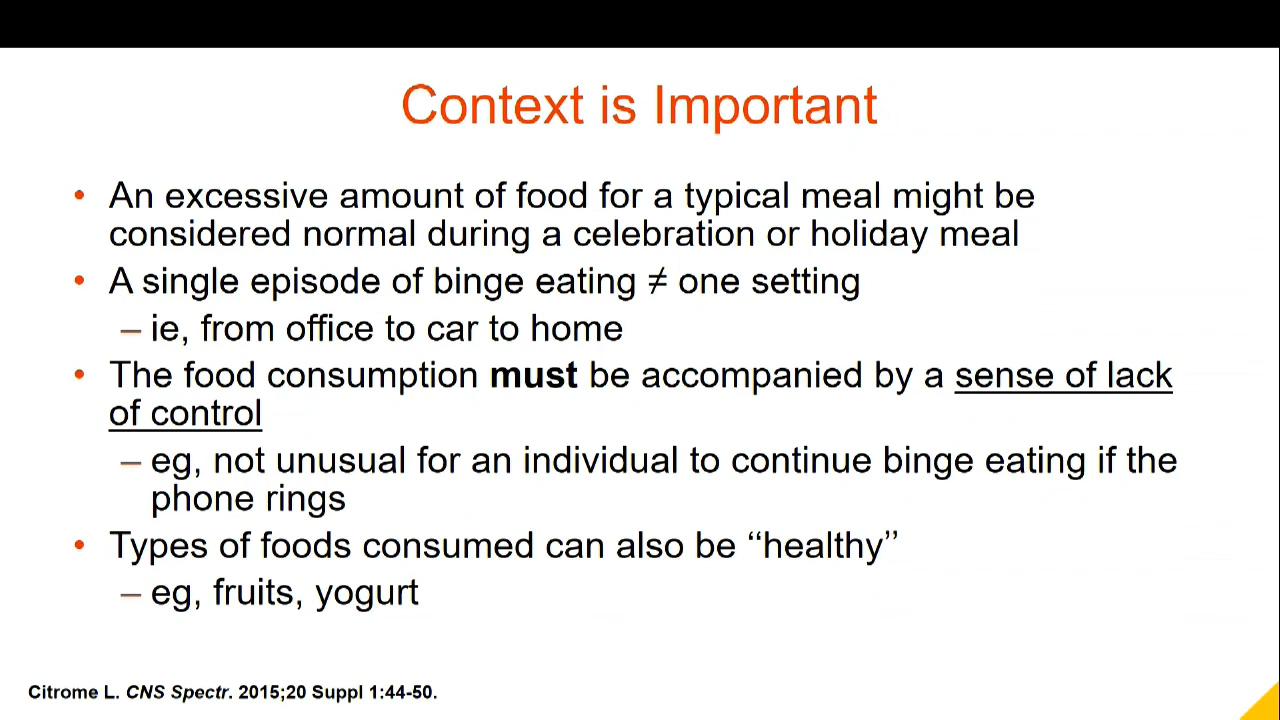 Context is Important
• An excessive amount of food for a typical meal might be
considered normal during a celebration or holiday meal
• A single episode of binge eating ≠ one setting
– ie, from office to car to home
• The food consumption must be accompanied by a sense of lack
of control
– eg, not unusual for an individual to continue binge eating if the
phone rings
• Types of foods consumed can also be ‘‘healthy’’
– eg, fruits, yogurt
Citrome L. CNS Spectr. 2015;20 Suppl 1:44-50.